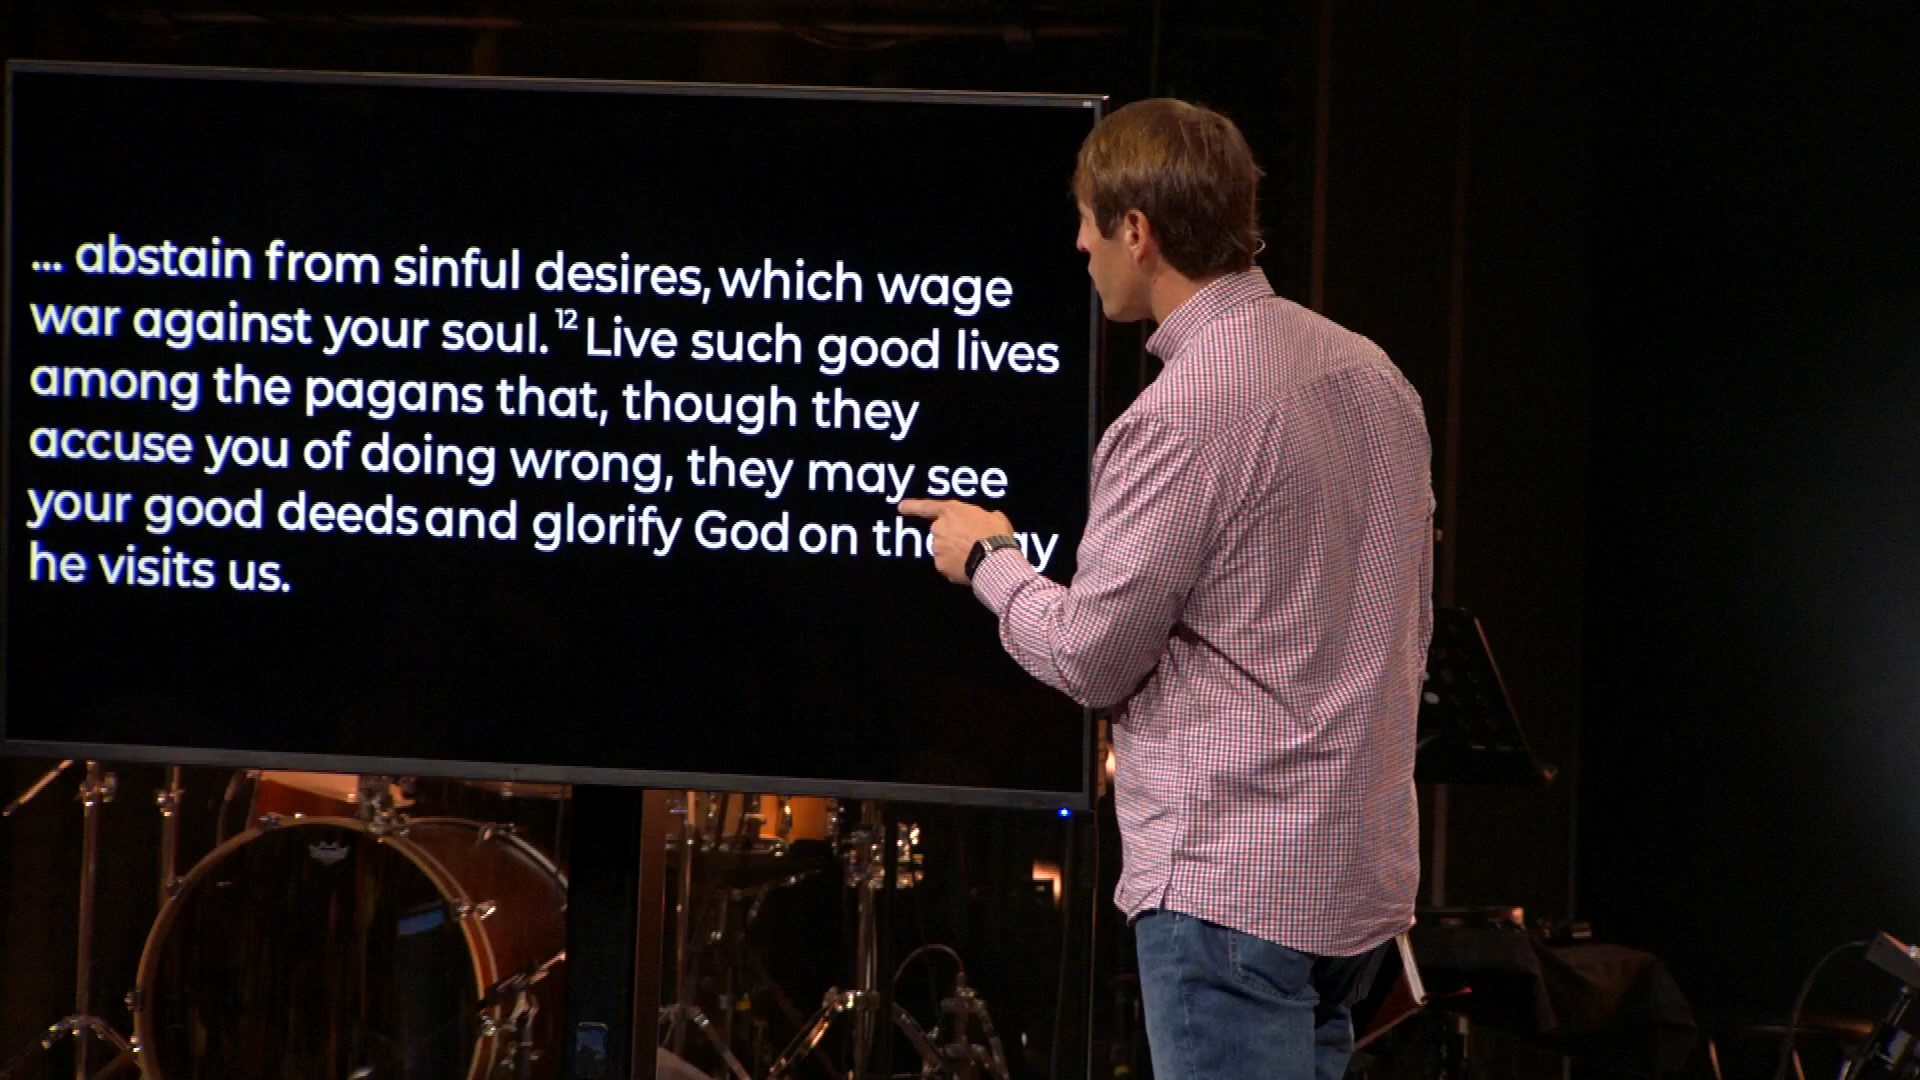 ... abstain from sinful desires, which wage
war against your soul. 12 Live such good lives
among the pagans that, though they
accuse you of doing wrong, they may see
your good deeds and glorify God on
he visits us.